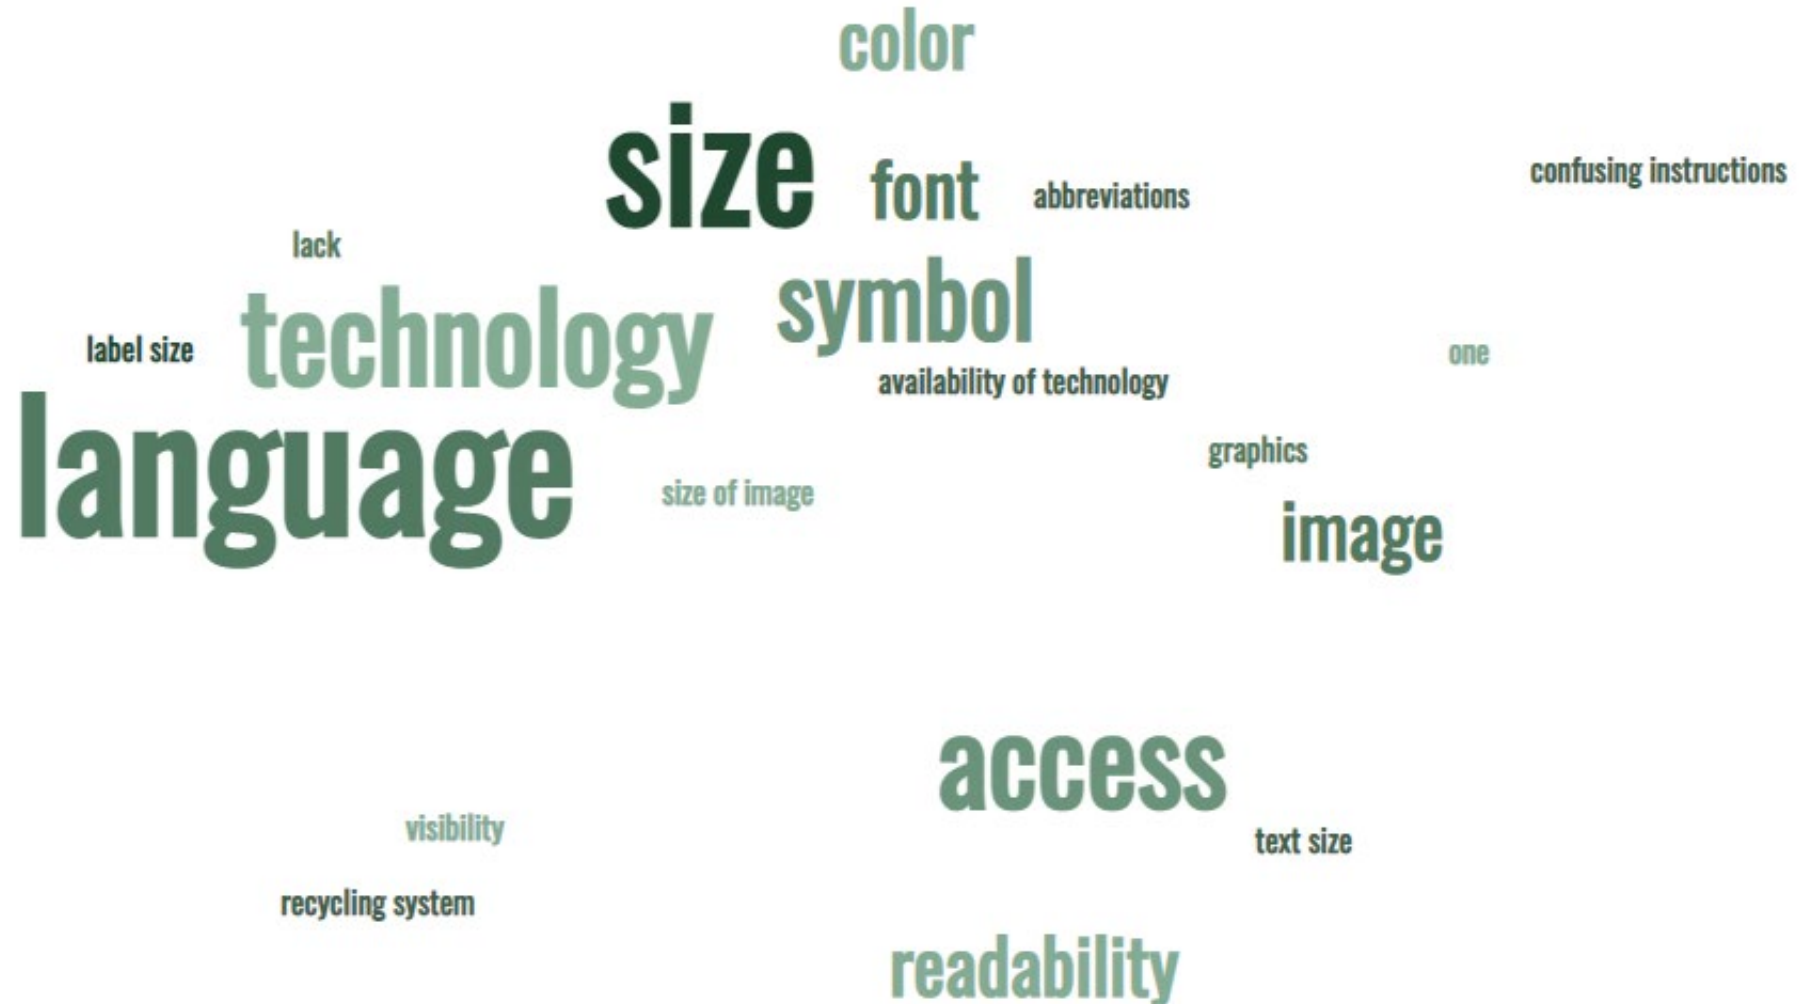 color
size
font
abbreviations
confusing instructions
lack
technology
symbol
label size
one
availability of technology
language
graphics
size of image
image
access
visibility
text size
recycling system
readability